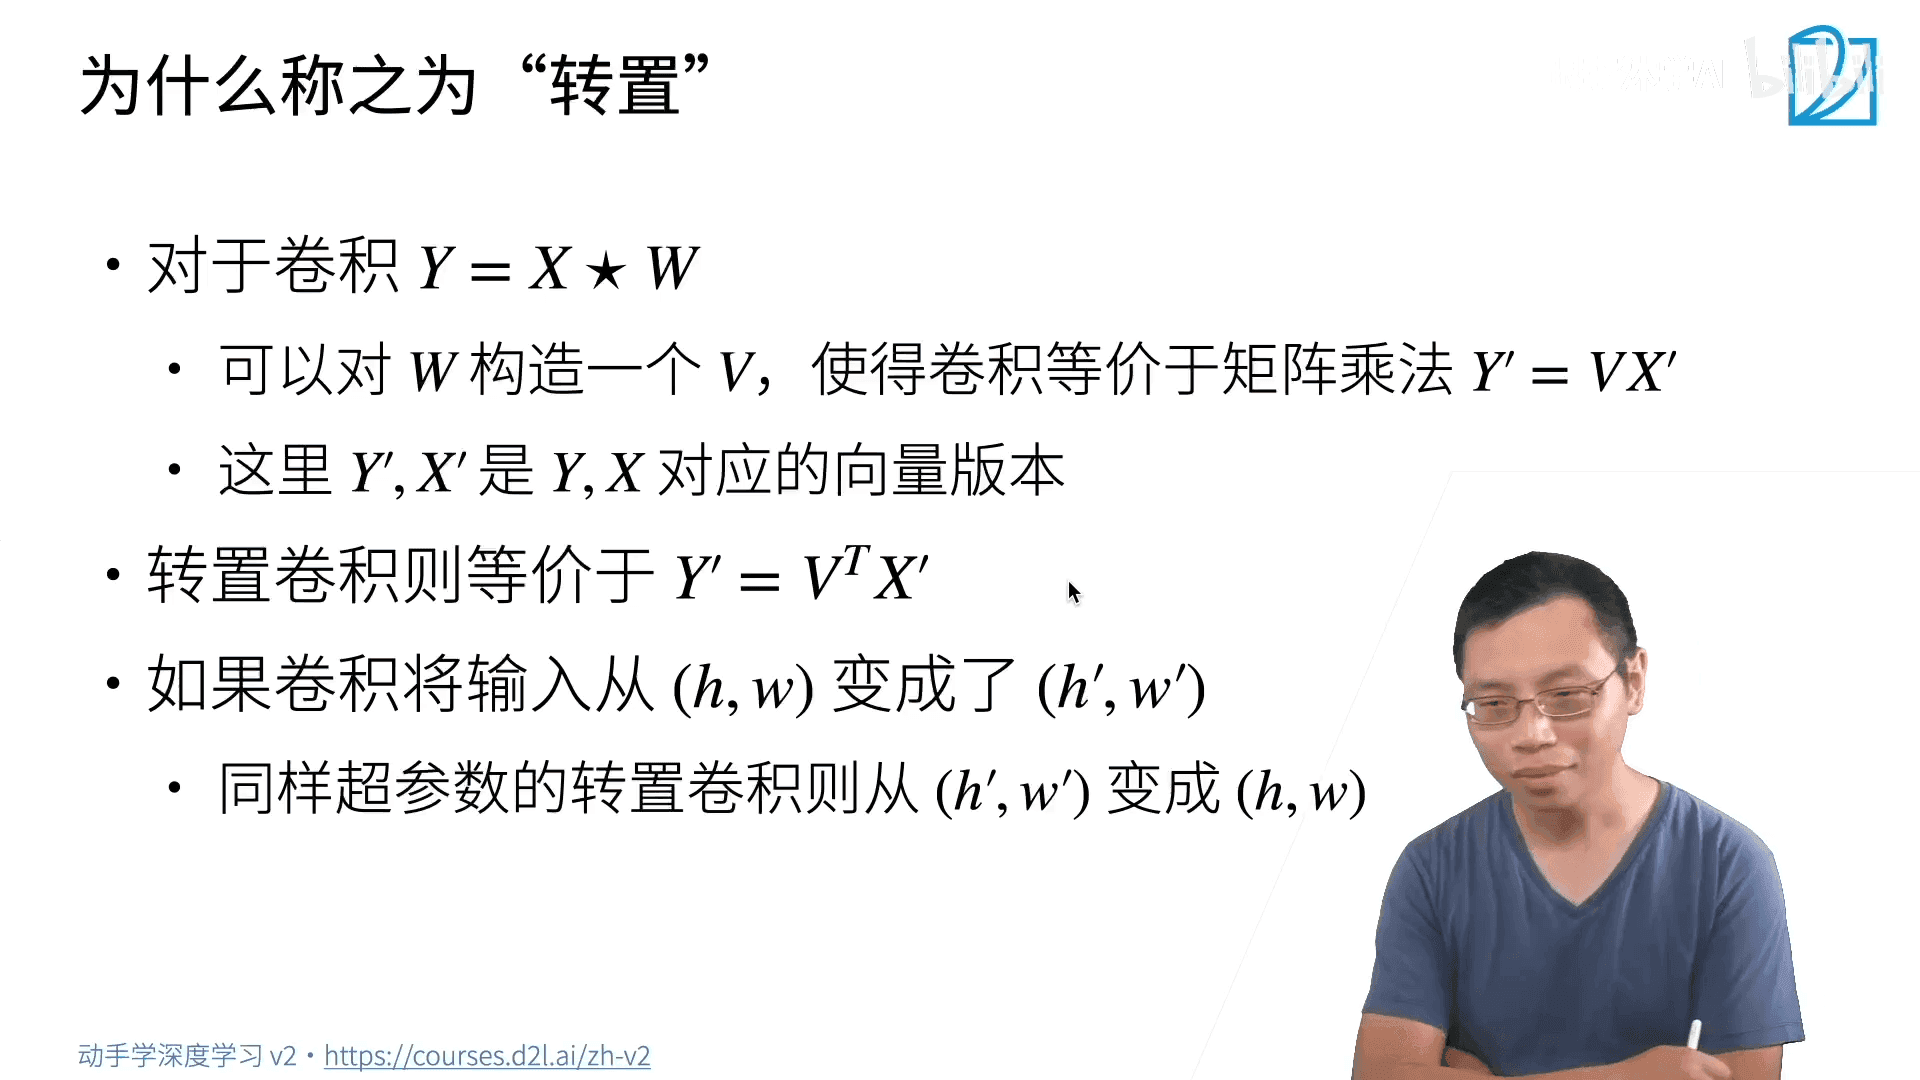 为什么称之为“转置”
bilibili
• 对于卷积 Y = X ★ W
• 可以对 W 构造一个 V，使得卷积等价于矩阵乘法 Y′ = VX′
• 这里 Y′, X′ 是 Y, X 对应的向量版本
• 转置卷积则等价于 Y′ = VᵀX′
• 如果卷积将输入从 (h, w) 变成了 (h′, w′)
• 同样超参数的转置卷积则从 (h′, w′) 变成 (h, w)
动手学深度学习 v2 • https://courses.d2l.ai/zh-v2